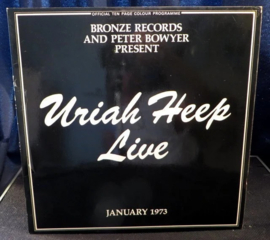 OFFICIAL TEN PAGE COLOUR PROGRAMME
BRONZE RECORDS
AND PETER BOWYER
PRESENT
Uriah Heep
Live
JANUARY 1973